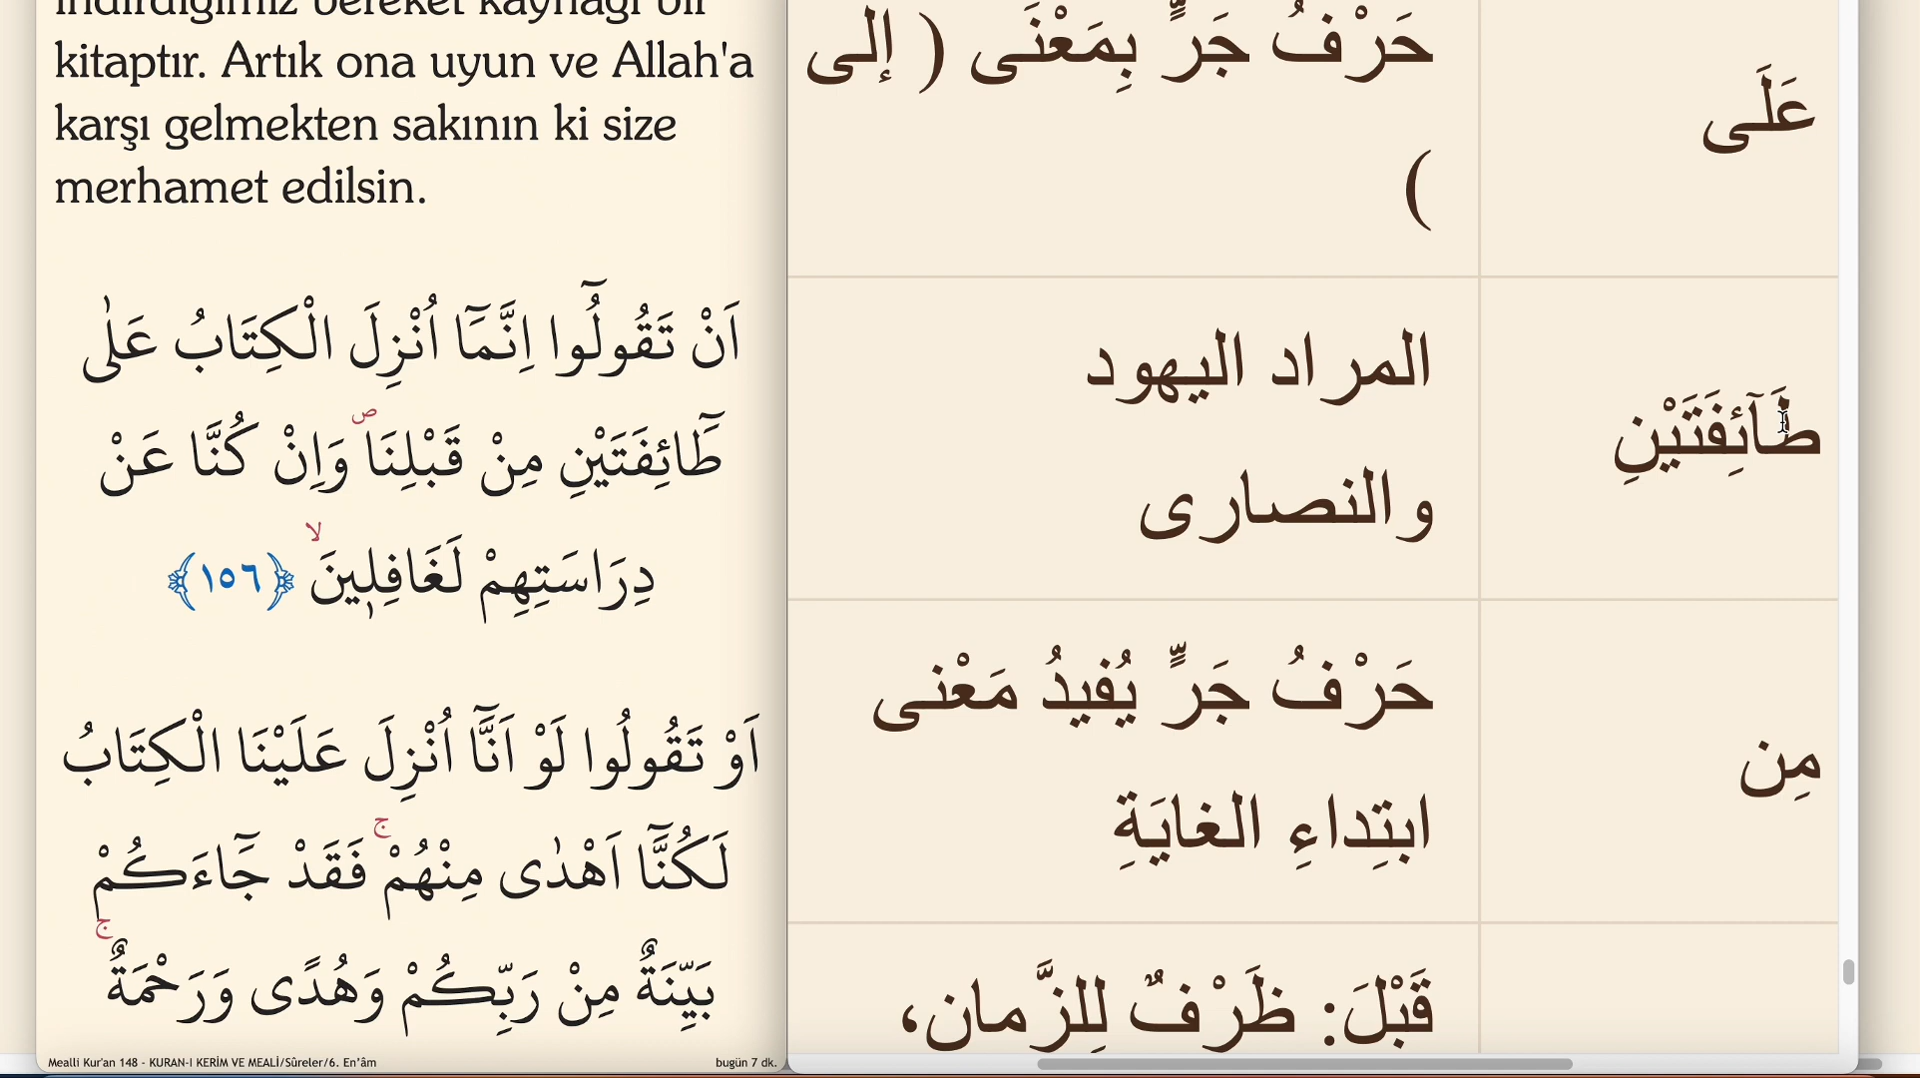 kitaptır. Artık ona uyun ve Allah'a
karşı gelmekten sakının ki size
merhamet edilsin.
اَنْ تَقُولُٓوا اِنَّمَٓا اُنْزِلَ الْكِتَابُ عَلٰى
طَٓائِفَتَيْنِ مِنْ قَبْلِنَاۖ وَاِنْ كُنَّا عَنْ
دِرَاسَتِهِمْ لَغَافِل۪ينَۙ ﴿١٥٦﴾
اَوْ تَقُولُوا لَوْ اَنَّٓا اُنْزِلَ عَلَيْنَا الْكِتَابُ
لَكُنَّٓا اَهْدٰى مِنْهُمْۚ فَقَدْ جَٓاءَكُمْ
بَيِّنَةٌ مِنْ رَبِّكُمْ وَهُدًى وَرَحْمَةٌۚ
Mealli Kur'an 148 - KURAN-I KERİM VE MEALİ/Sûreler/6. En'âm
bugün 7 dk.
عَلَى
حَرْفُ جَرٍّ بِمَعْنَى ( إلى
)
طَآئِفَتَيْنِ
المراد اليهود
والنصارى
مِن
حَرْفُ جَرٍّ يُفيدُ مَعْنى
ابتِداءِ الغايَةِ
قَبْلَ: ظَرْفٌ لِلزَّمان،